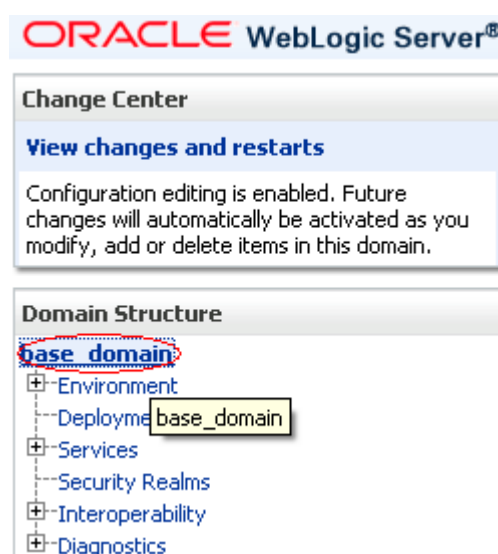 ORACLE WebLogic Server®
Change Center
View changes and restarts
Configuration editing is enabled. Future
changes will automatically be activated as you
modify, add or delete items in this domain.
Domain Structure
base_domain
Environment
Deployme
base_domain
Services
Security Realms
Interoperability
Diagnostics